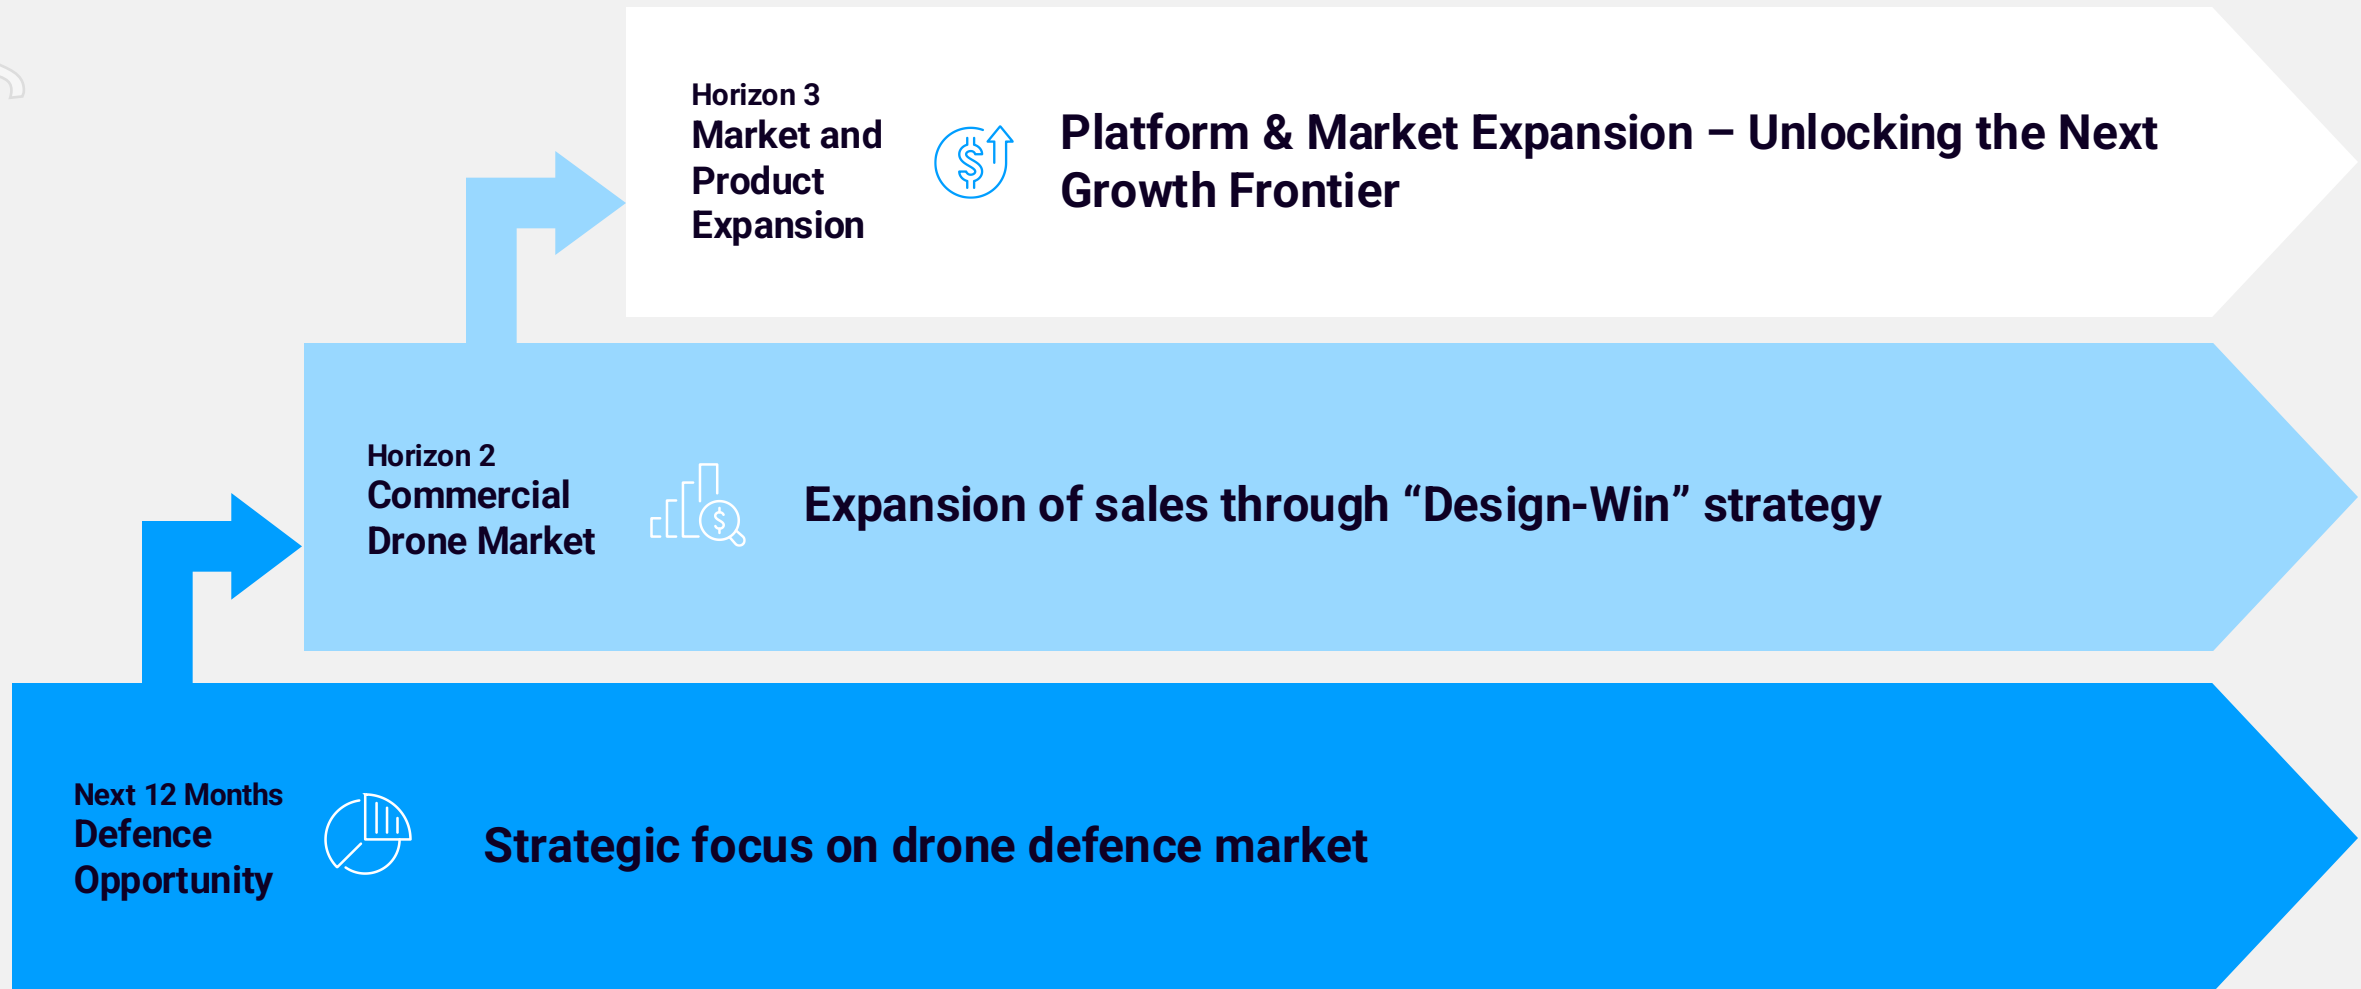 Horizon 3
Market and
Product
Expansion
Platform & Market Expansion – Unlocking the Next
Growth Frontier
Horizon 2
Commercial
Drone Market
Expansion of sales through “Design-Win” strategy
Next 12 Months
Defence
Opportunity
Strategic focus on drone defence market